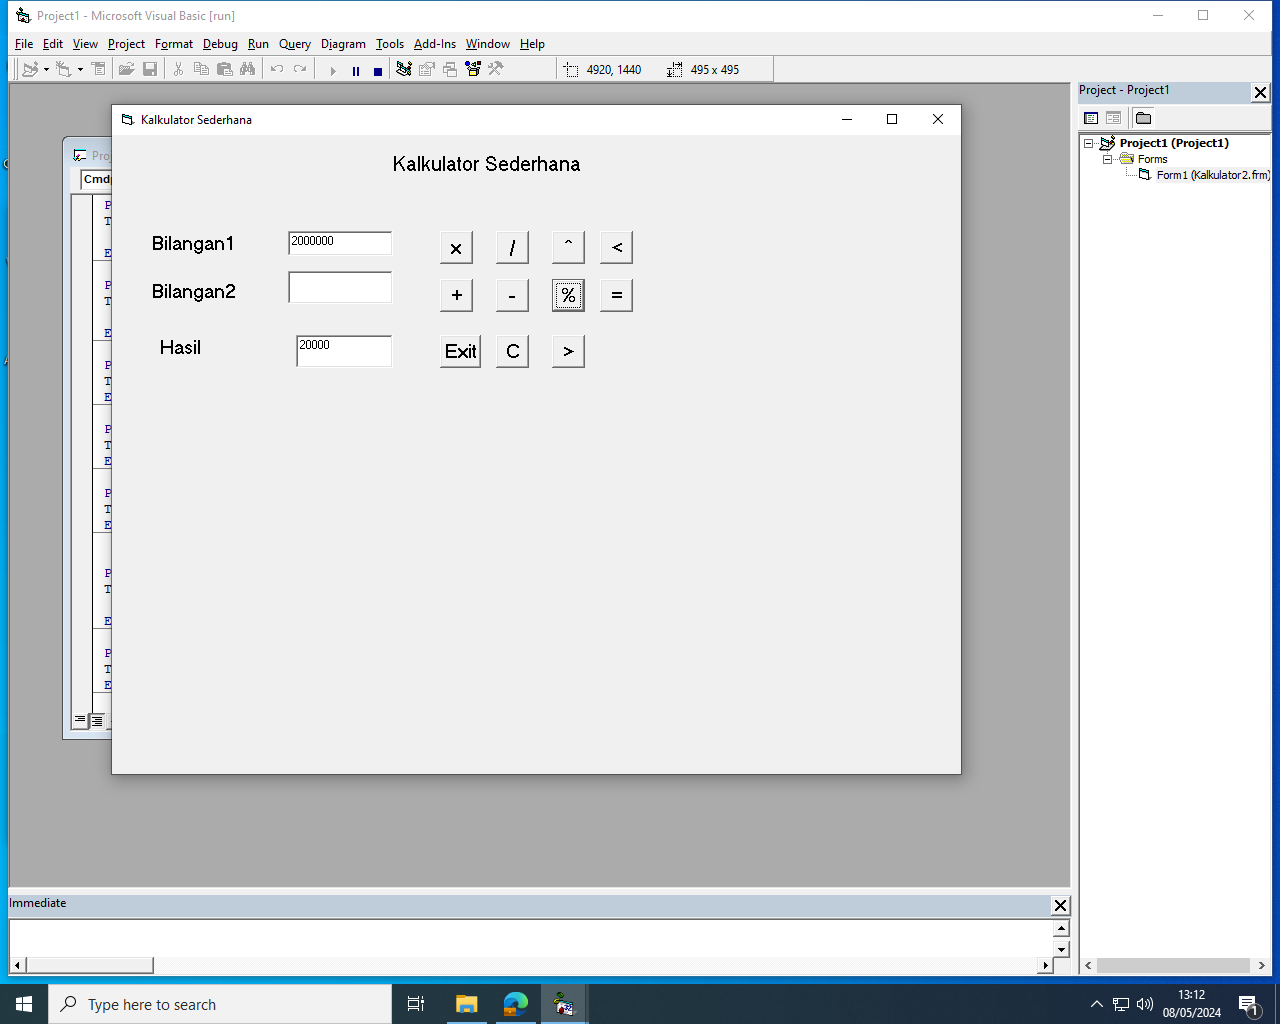 Project1 - Microsoft Visual Basic [run]
File Edit View Project Format Debug Run Query Diagram Tools Add-Ins Window Help
4920, 1440 495 x 495
Project - Project1
Project1 (Project1)
Forms
Form1 (Kalkulator2.frm)
Kalkulator Sederhana
Kalkulator Sederhana
Bilangan1 2000000 × / ^ <
Bilangan2 + - % =
Hasil 20000 Exit C >
P
T
E
P
T
E
P
T
E
P
T
E
P
T
E
P
T
E
P
T
E
Immediate
Type here to search
13:12
08/05/2024
1